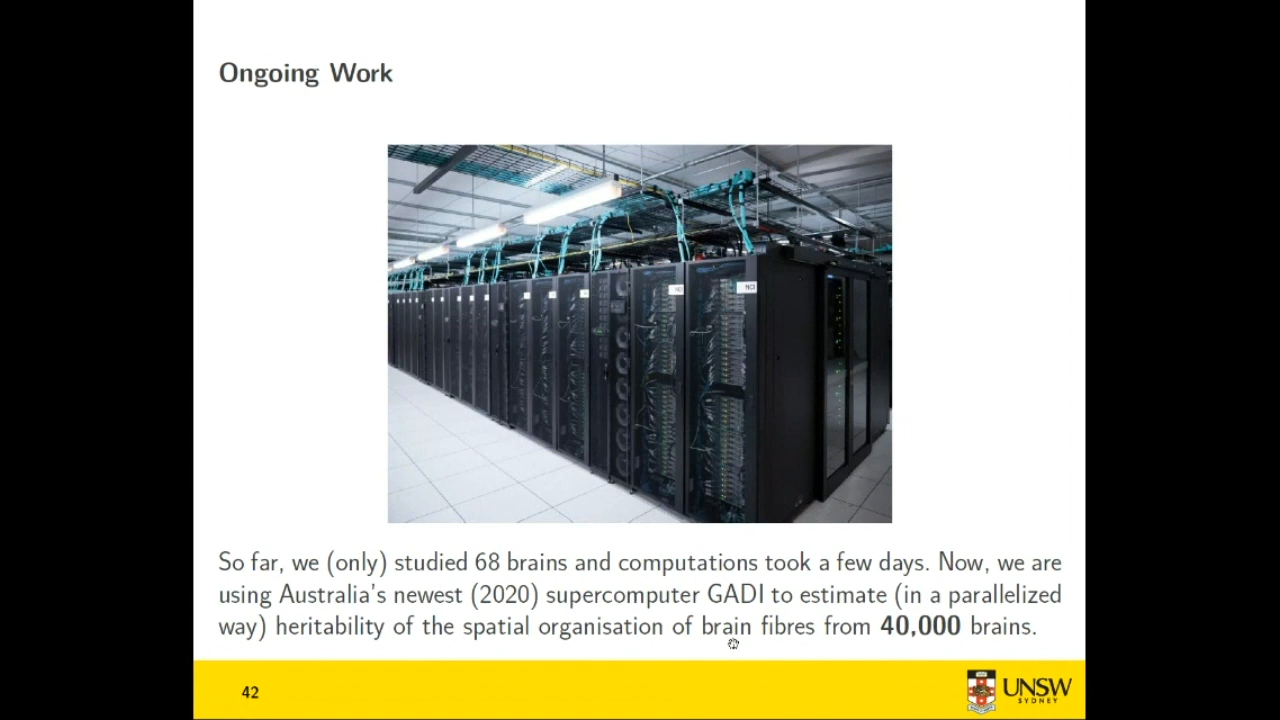 Ongoing Work
NCI
NCI
So far, we (only) studied 68 brains and computations took a few days. Now, we are
using Australia's newest (2020) supercomputer GADI to estimate (in a parallelized
way) heritability of the spatial organisation of brain fibres from 40,000 brains.
42
UNSW
SYDNEY